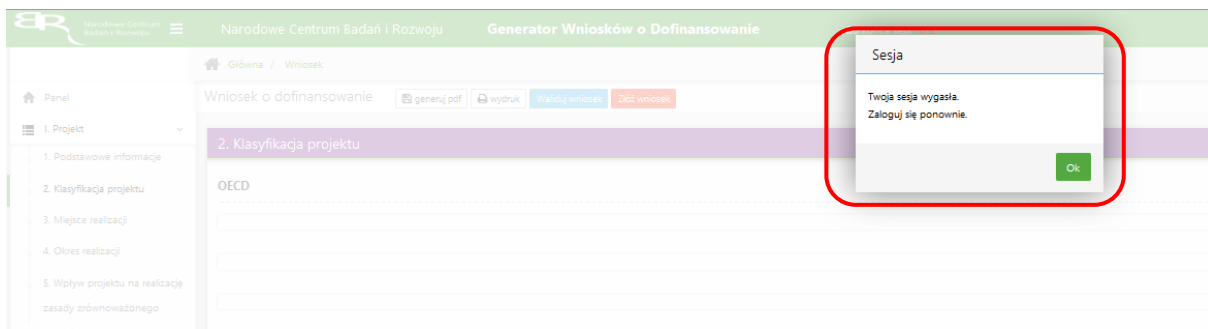 Narodowe Centrum
Badań i Rozwoju
Narodowe Centrum Badań i Rozwoju
Generator Wniosków o Dofinansowanie
Główna / Wniosek
Sesja
Twoja sesja wygasła.
Zaloguj się ponownie.
Ok
Panel
Wniosek o dofinansowanie
generuj pdf
wydruk
Waliduj wniosek
Złóż wniosek
I. Projekt
2. Klasyfikacja projektu
1. Podstawowe informacje
2. Klasyfikacja projektu
OECD
3. Miejsce realizacji
4. Okres realizacji
5. Wpływ projektu na realizację
zasady zrównoważonego